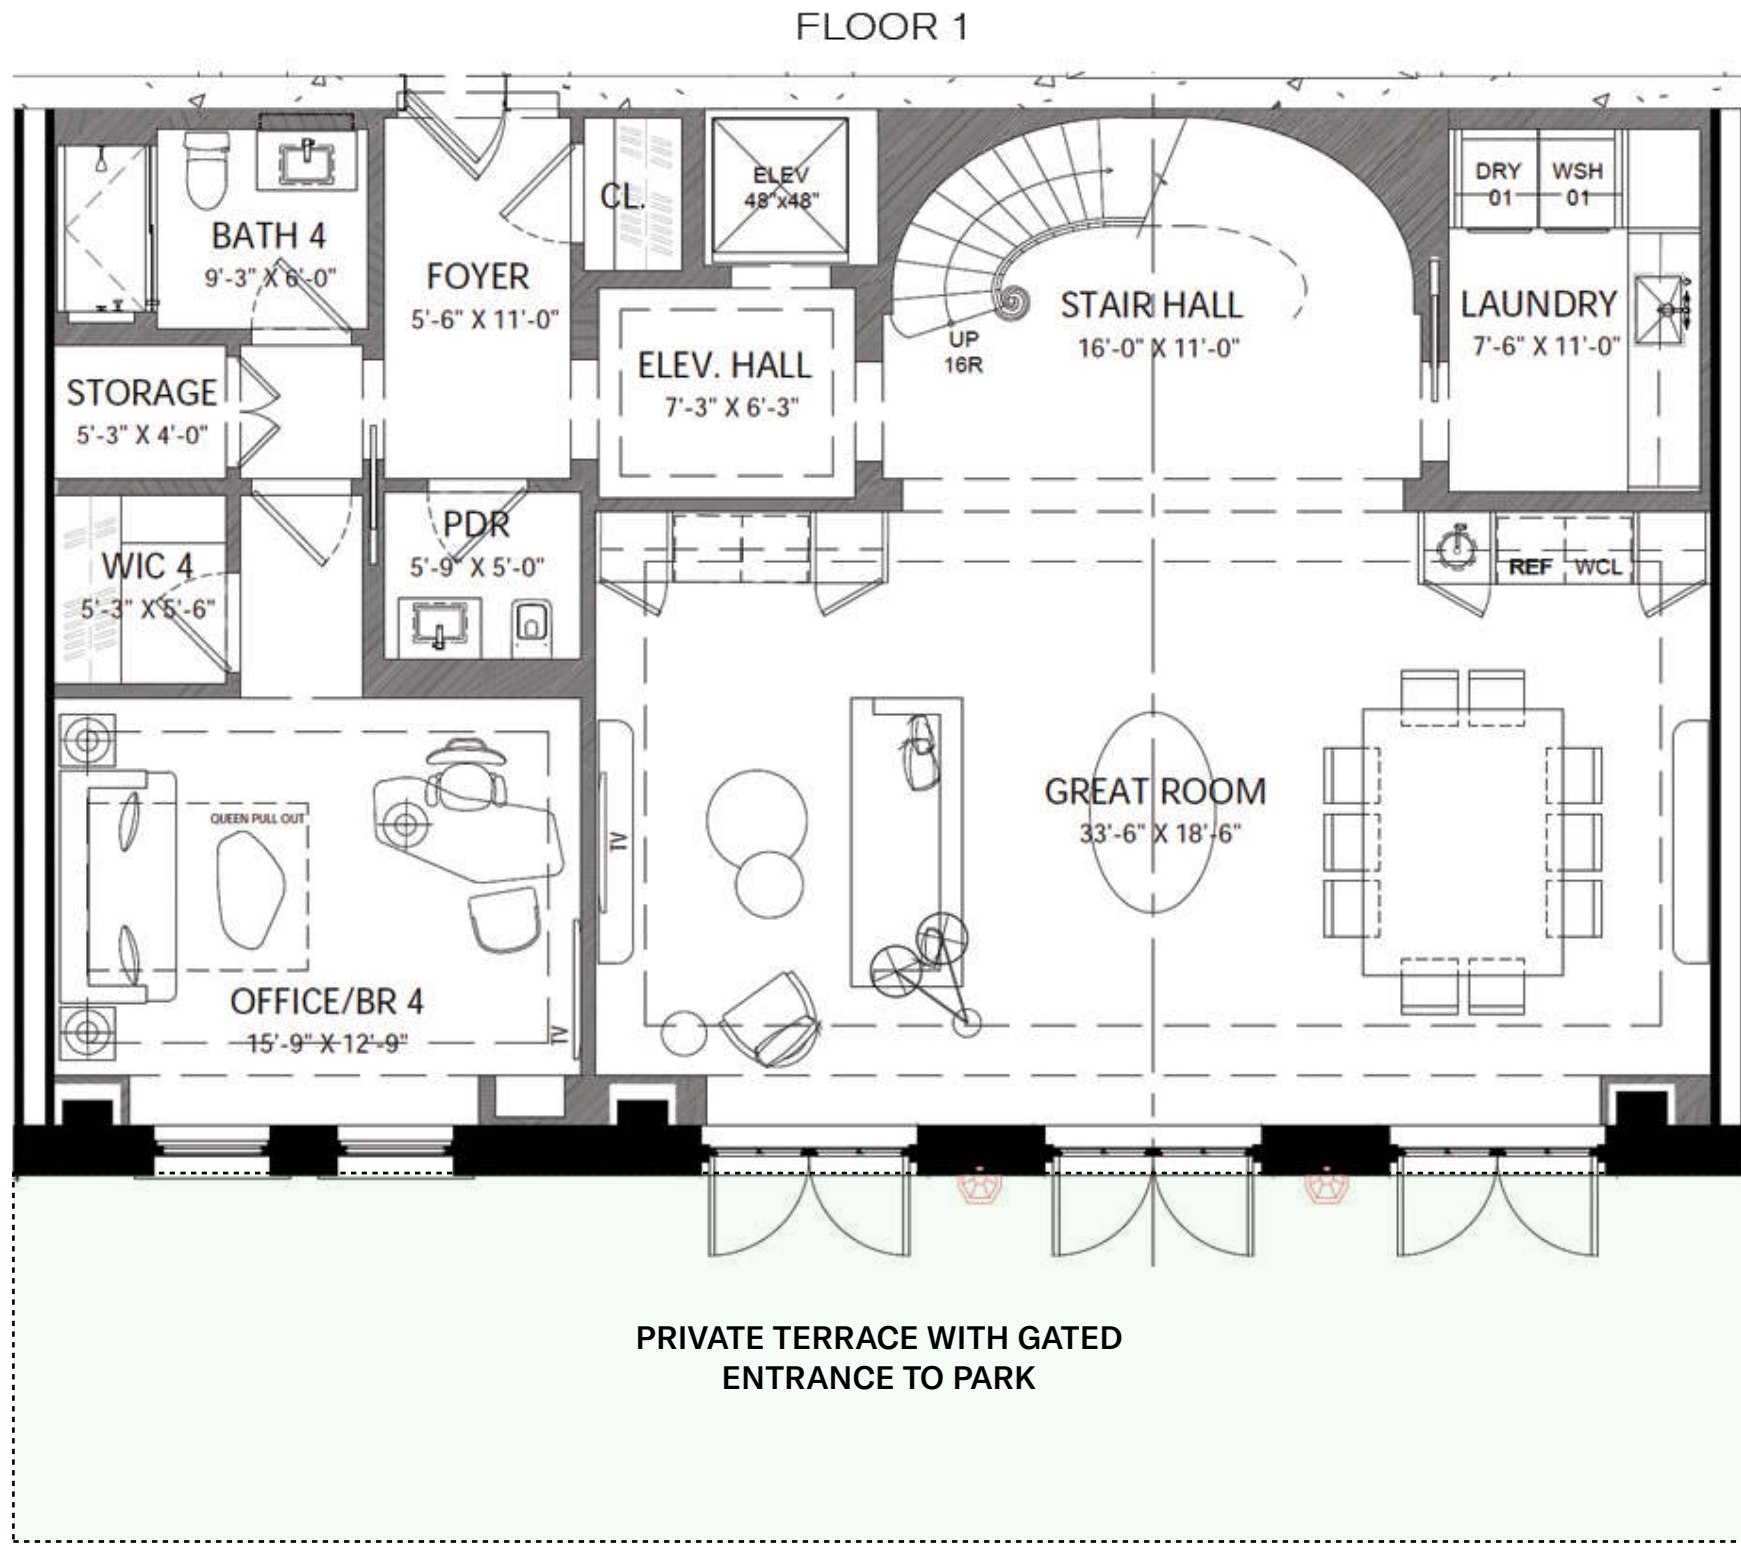 FLOOR 1
BATH 4
9'-3" X 6'-0"
FOYER
5'-6" X 11'-0"
CL.
ELEV
48"x48"
ELEV. HALL
7'-3" X 6'-3"
UP
16R
STAIR HALL
16'-0" X 11'-0"
DRY
01
WSH
01
LAUNDRY
7'-6" X 11'-0"
STORAGE
5'-3" X 4'-0"
WIC 4
5'-3" X 5'-6"
PDR
5'-9" X 5'-0"
REF
WCL
QUEEN PULL OUT
OFFICE/BR 4
15'-9" X 12'-9"
TV
TV
GREAT ROOM
33'-6" X 18'-6"
PRIVATE TERRACE WITH GATED
ENTRANCE TO PARK